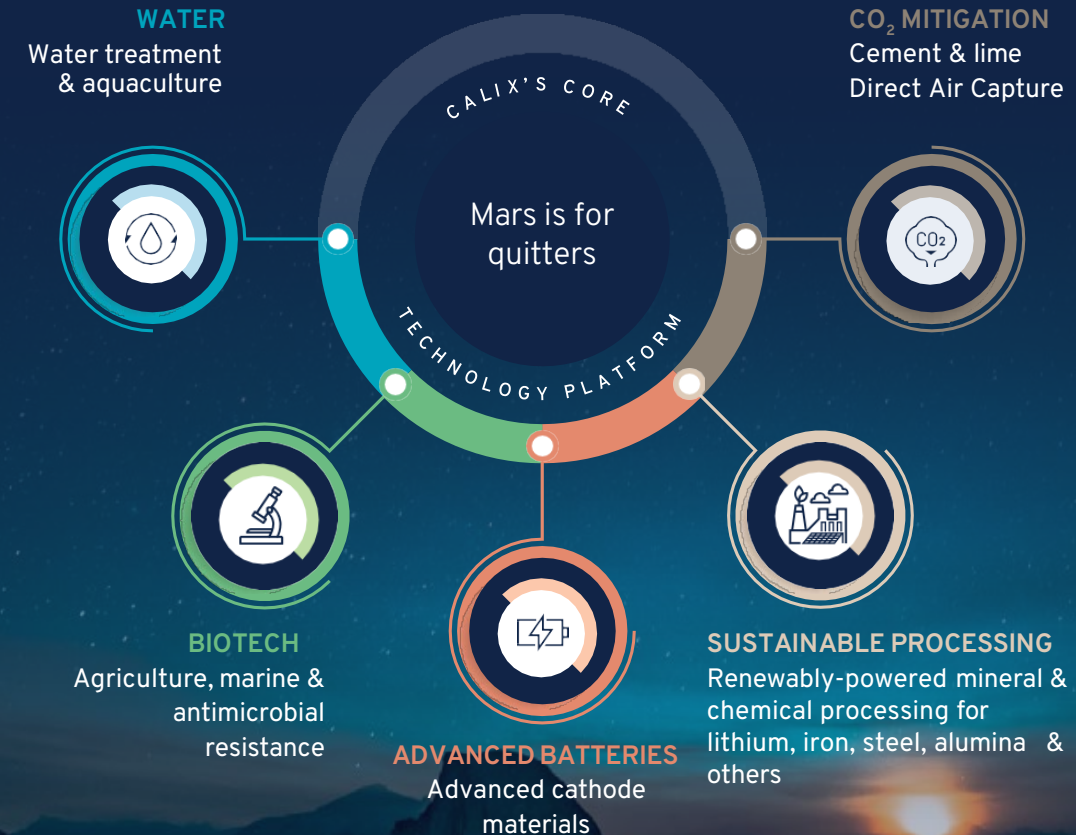 WATER
Water treatment
& aquaculture
CO₂ MITIGATION
Cement & lime
Direct Air Capture
CALIX'S CORE
Mars is for
quitters
TECHNOLOGY PLATFORM
CO₂
BIOTECH
Agriculture, marine &
antimicrobial
resistance
ADVANCED BATTERIES
Advanced cathode
materials
SUSTAINABLE PROCESSING
Renewably-powered mineral &
chemical processing for
lithium, iron, steel, alumina &
others